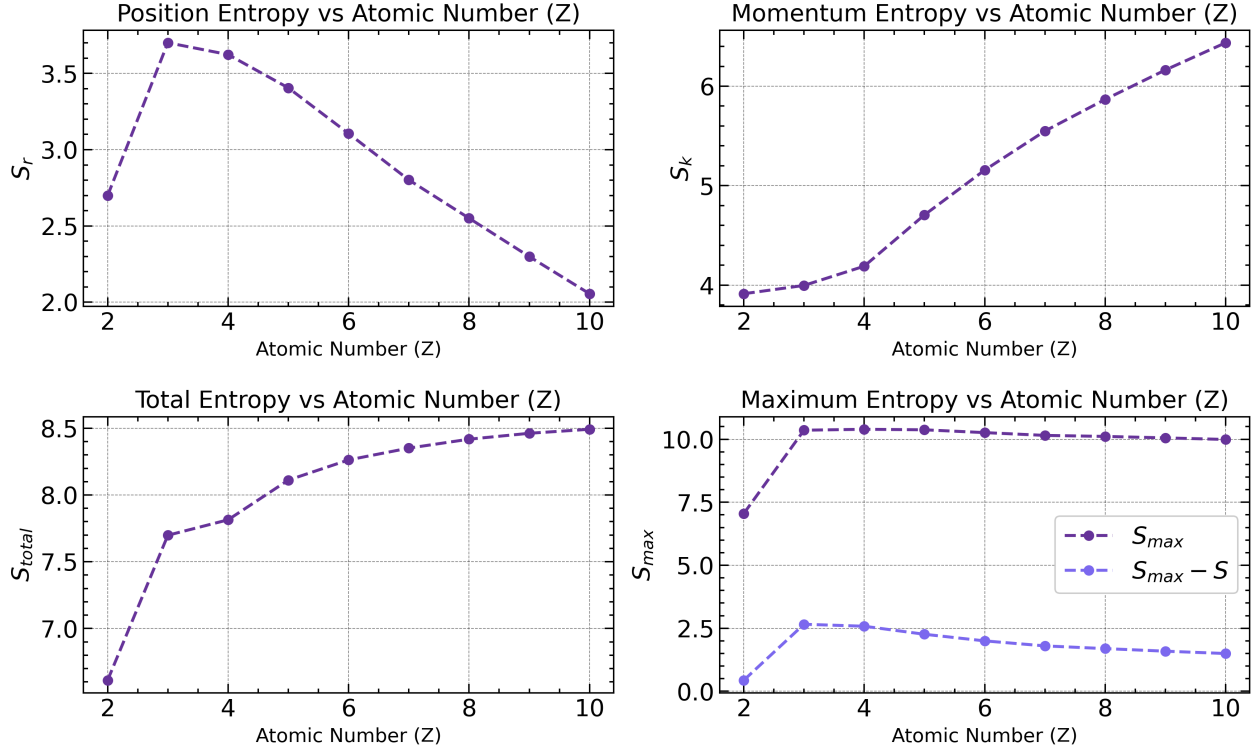 Position Entropy vs Atomic Number (Z)
S_r
3.5
3.0
2.5
2.0
2 4 6 8 10
Atomic Number (Z)
Momentum Entropy vs Atomic Number (Z)
S_k
6
5
4
2 4 6 8 10
Atomic Number (Z)
Total Entropy vs Atomic Number (Z)
S_total
8.5
8.0
7.5
7.0
2 4 6 8 10
Atomic Number (Z)
Maximum Entropy vs Atomic Number (Z)
S_max
10.0
7.5
5.0
2.5
0.0
S_max
S_max − S
2 4 6 8 10
Atomic Number (Z)